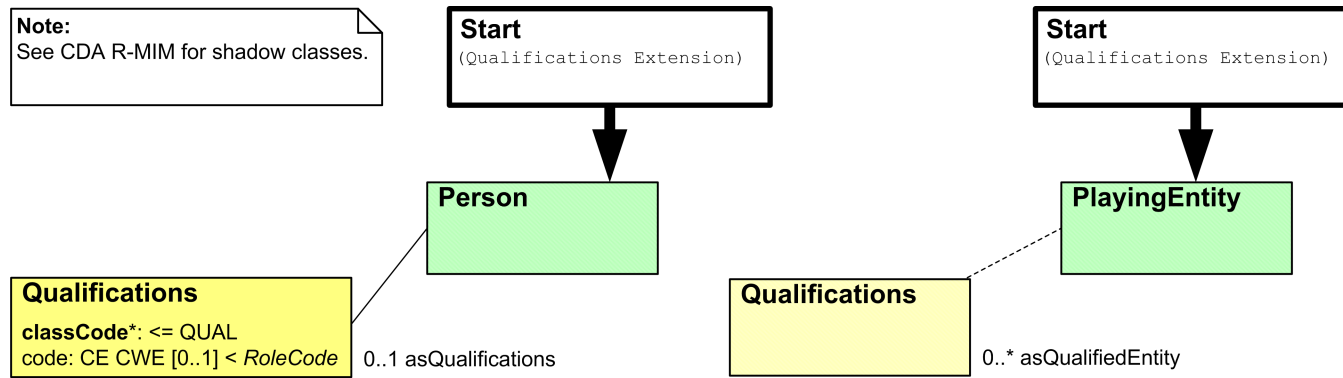 Note:
See CDA R-MIM for shadow classes.
Start
(Qualifications Extension)
Start
(Qualifications Extension)
Person
PlayingEntity
Qualifications
classCode*: <= QUAL
code: CE CWE [0..1] < RoleCode
0..1 asQualifications
Qualifications
0..* asQualifiedEntity